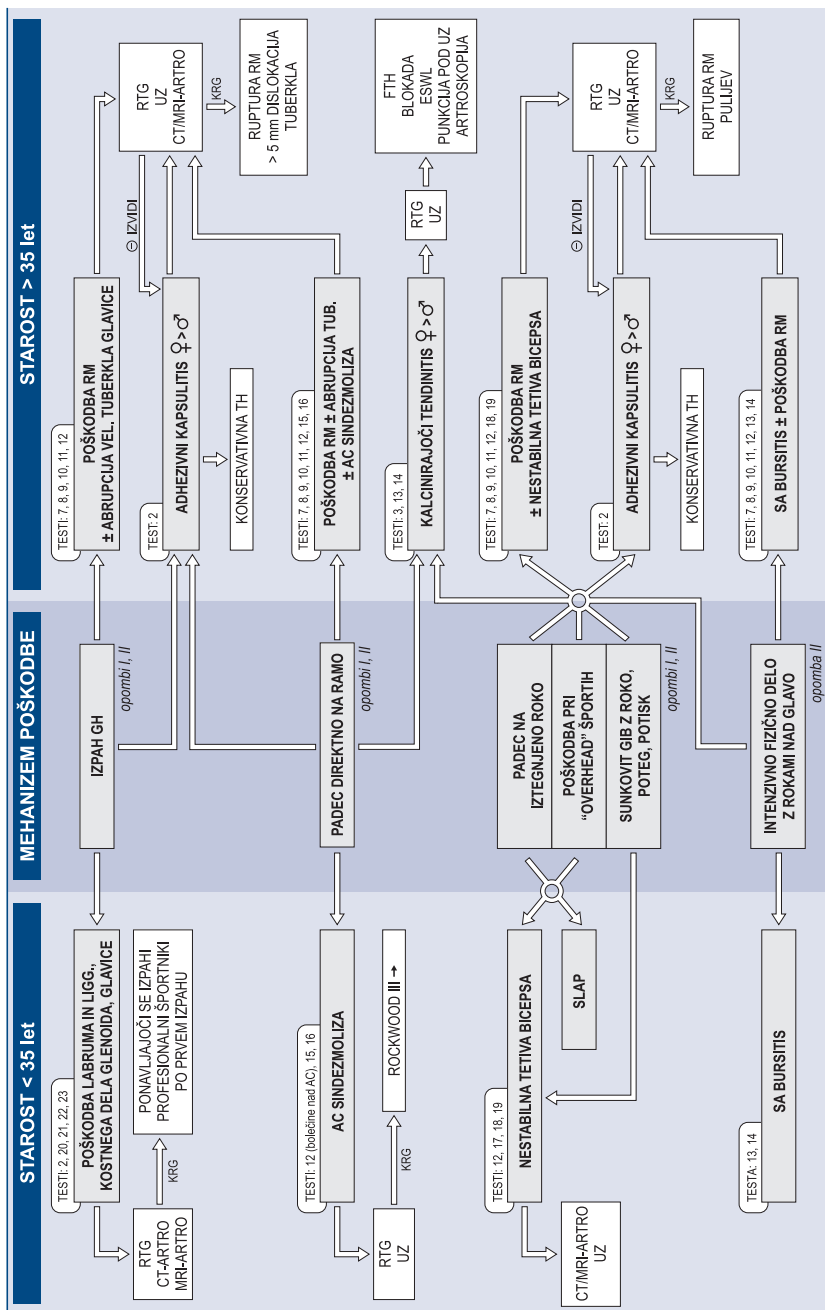 STAROST < 35 let
MEHANIZEM POŠKODBE
STAROST > 35 let
TESTI: 2, 20, 21, 22, 23
POŠKODBA LABRUMA IN LIGG.,
KOSTNEGA DELA GLENOIDA, GLAVICE
RTG
CT-ARTRO
MRI-ARTRO
KRG
PONAVLJAJOČI SE IZPAHI
PROFESIONALNI ŠPORTNIKI
PO PRVEM IZPAHU
IZPAH GH
opombi I, II
TESTI: 7, 8, 9, 10, 11, 12
POŠKODBA RM
± ABRUPCIJA VEL. TUBERKLA GLAVICE
RTG
UZ
CT/MRI-ARTRO
KRG
RUPTURA RM
> 5 mm DISLOKACIJA
TUBERKLA
⊖ IZVIDI
TEST: 2
ADHEZIVNI KAPSULITIS ♀>♂
KONSERVATIVNA TH
TESTI: 12 (bolečine nad AC), 15, 16
AC SINDEZMOLIZA
RTG
UZ
KRG
ROCKWOOD III →
PADEC DIREKTNO NA RAMO
opombi I, II
TESTI: 7, 8, 9, 10, 11, 12, 15, 16
POŠKODBA RM ± ABRUPCIJA TUB.
± AC SINDEZMOLIZA
TESTI: 3, 13, 14
KALCINIRAJOČI TENDINITIS ♀>♂
RTG
UZ
FTH
BLOKADA
ESWL
PUNKCIJA POD UZ
ARTROSKOPIJA
TESTI: 12, 17, 18, 19
NESTABILNA TETIVA BICEPSA
CT/MRI-ARTRO
UZ
SLAP
PADEC NA
IZTEGNJENO ROKO
POŠKODBA PRI
“OVERHEAD” ŠPORTIH
SUNKOVIT GIB Z ROKO,
POTEG, POTISK
opombi I, II
TESTI: 7, 8, 9, 10, 11, 12, 18, 19
POŠKODBA RM
± NESTABILNA TETIVA BICEPSA
RTG
UZ
CT/MRI-ARTRO
KRG
RUPTURA RM
PULIJEV
⊖ IZVIDI
TEST: 2
ADHEZIVNI KAPSULITIS ♀>♂
KONSERVATIVNA TH
TESTA: 13, 14
SA BURSITIS
INTENZIVNO FIZIČNO DELO
Z ROKAMI NAD GLAVO
opomba II
TESTI: 7, 8, 9, 10, 11, 12, 13, 14
SA BURSITIS ± POŠKODBA RM